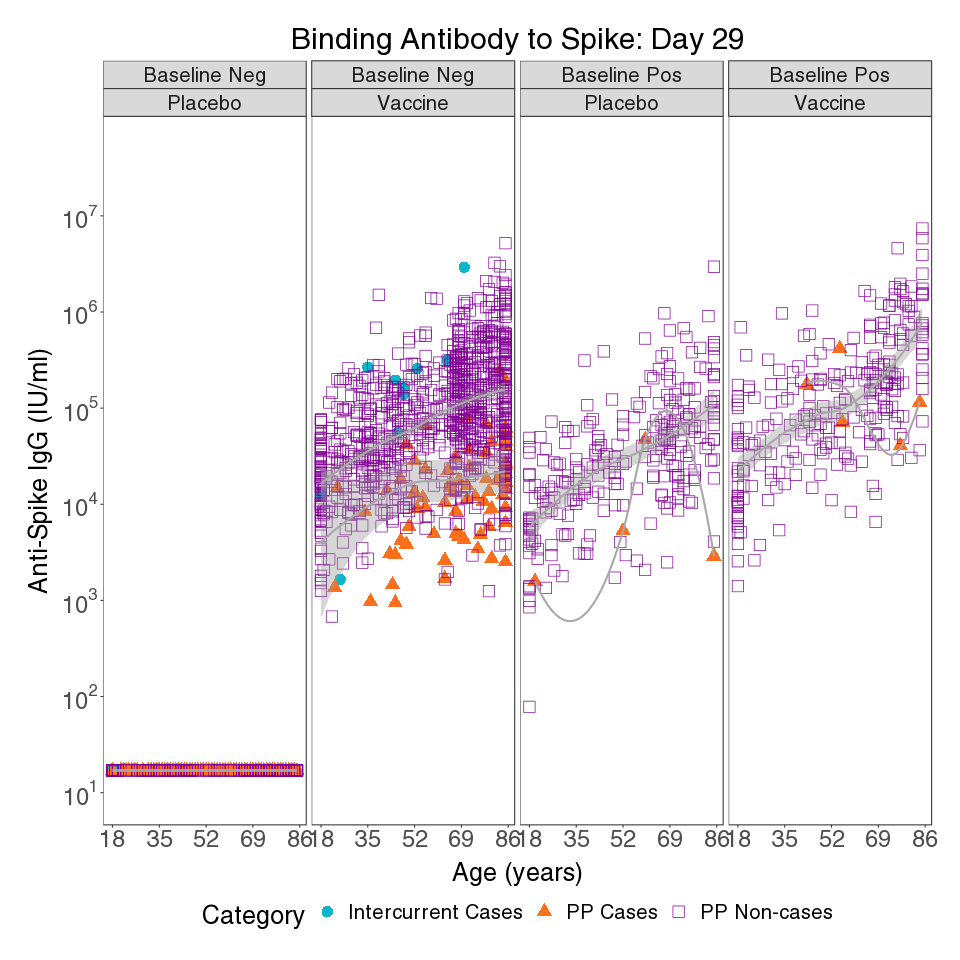 Binding Antibody to Spike: Day 29
Baseline Neg Baseline Neg Baseline Pos Baseline Pos
Placebo Vaccine Placebo Vaccine
Anti-Spike IgG (IU/ml)
10^7
10^6
10^5
10^4
10^3
10^2
10^1
18 35 52 69 86 18 35 52 69 86 18 35 52 69 86 18 35 52 69 86
Age (years)
Category Intercurrent Cases PP Cases PP Non-cases